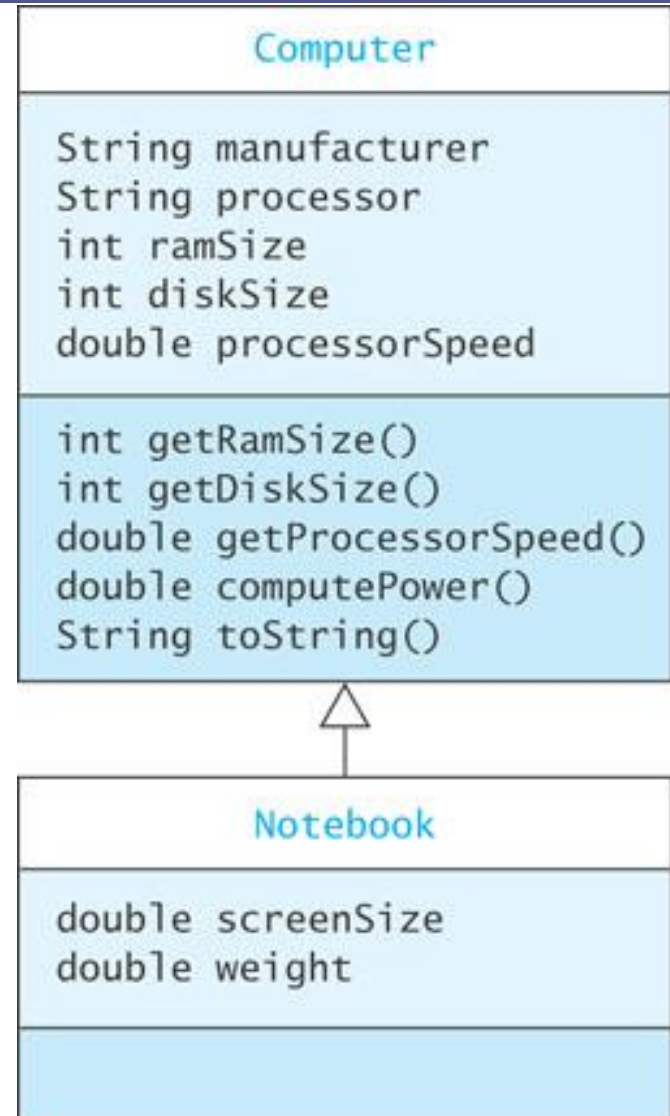 Computer
String manufacturer
String processor
int ramSize
int diskSize
double processorSpeed
int getRamSize()
int getDiskSize()
double getProcessorSpeed()
double computePower()
String toString()
Notebook
double screenSize
double weight